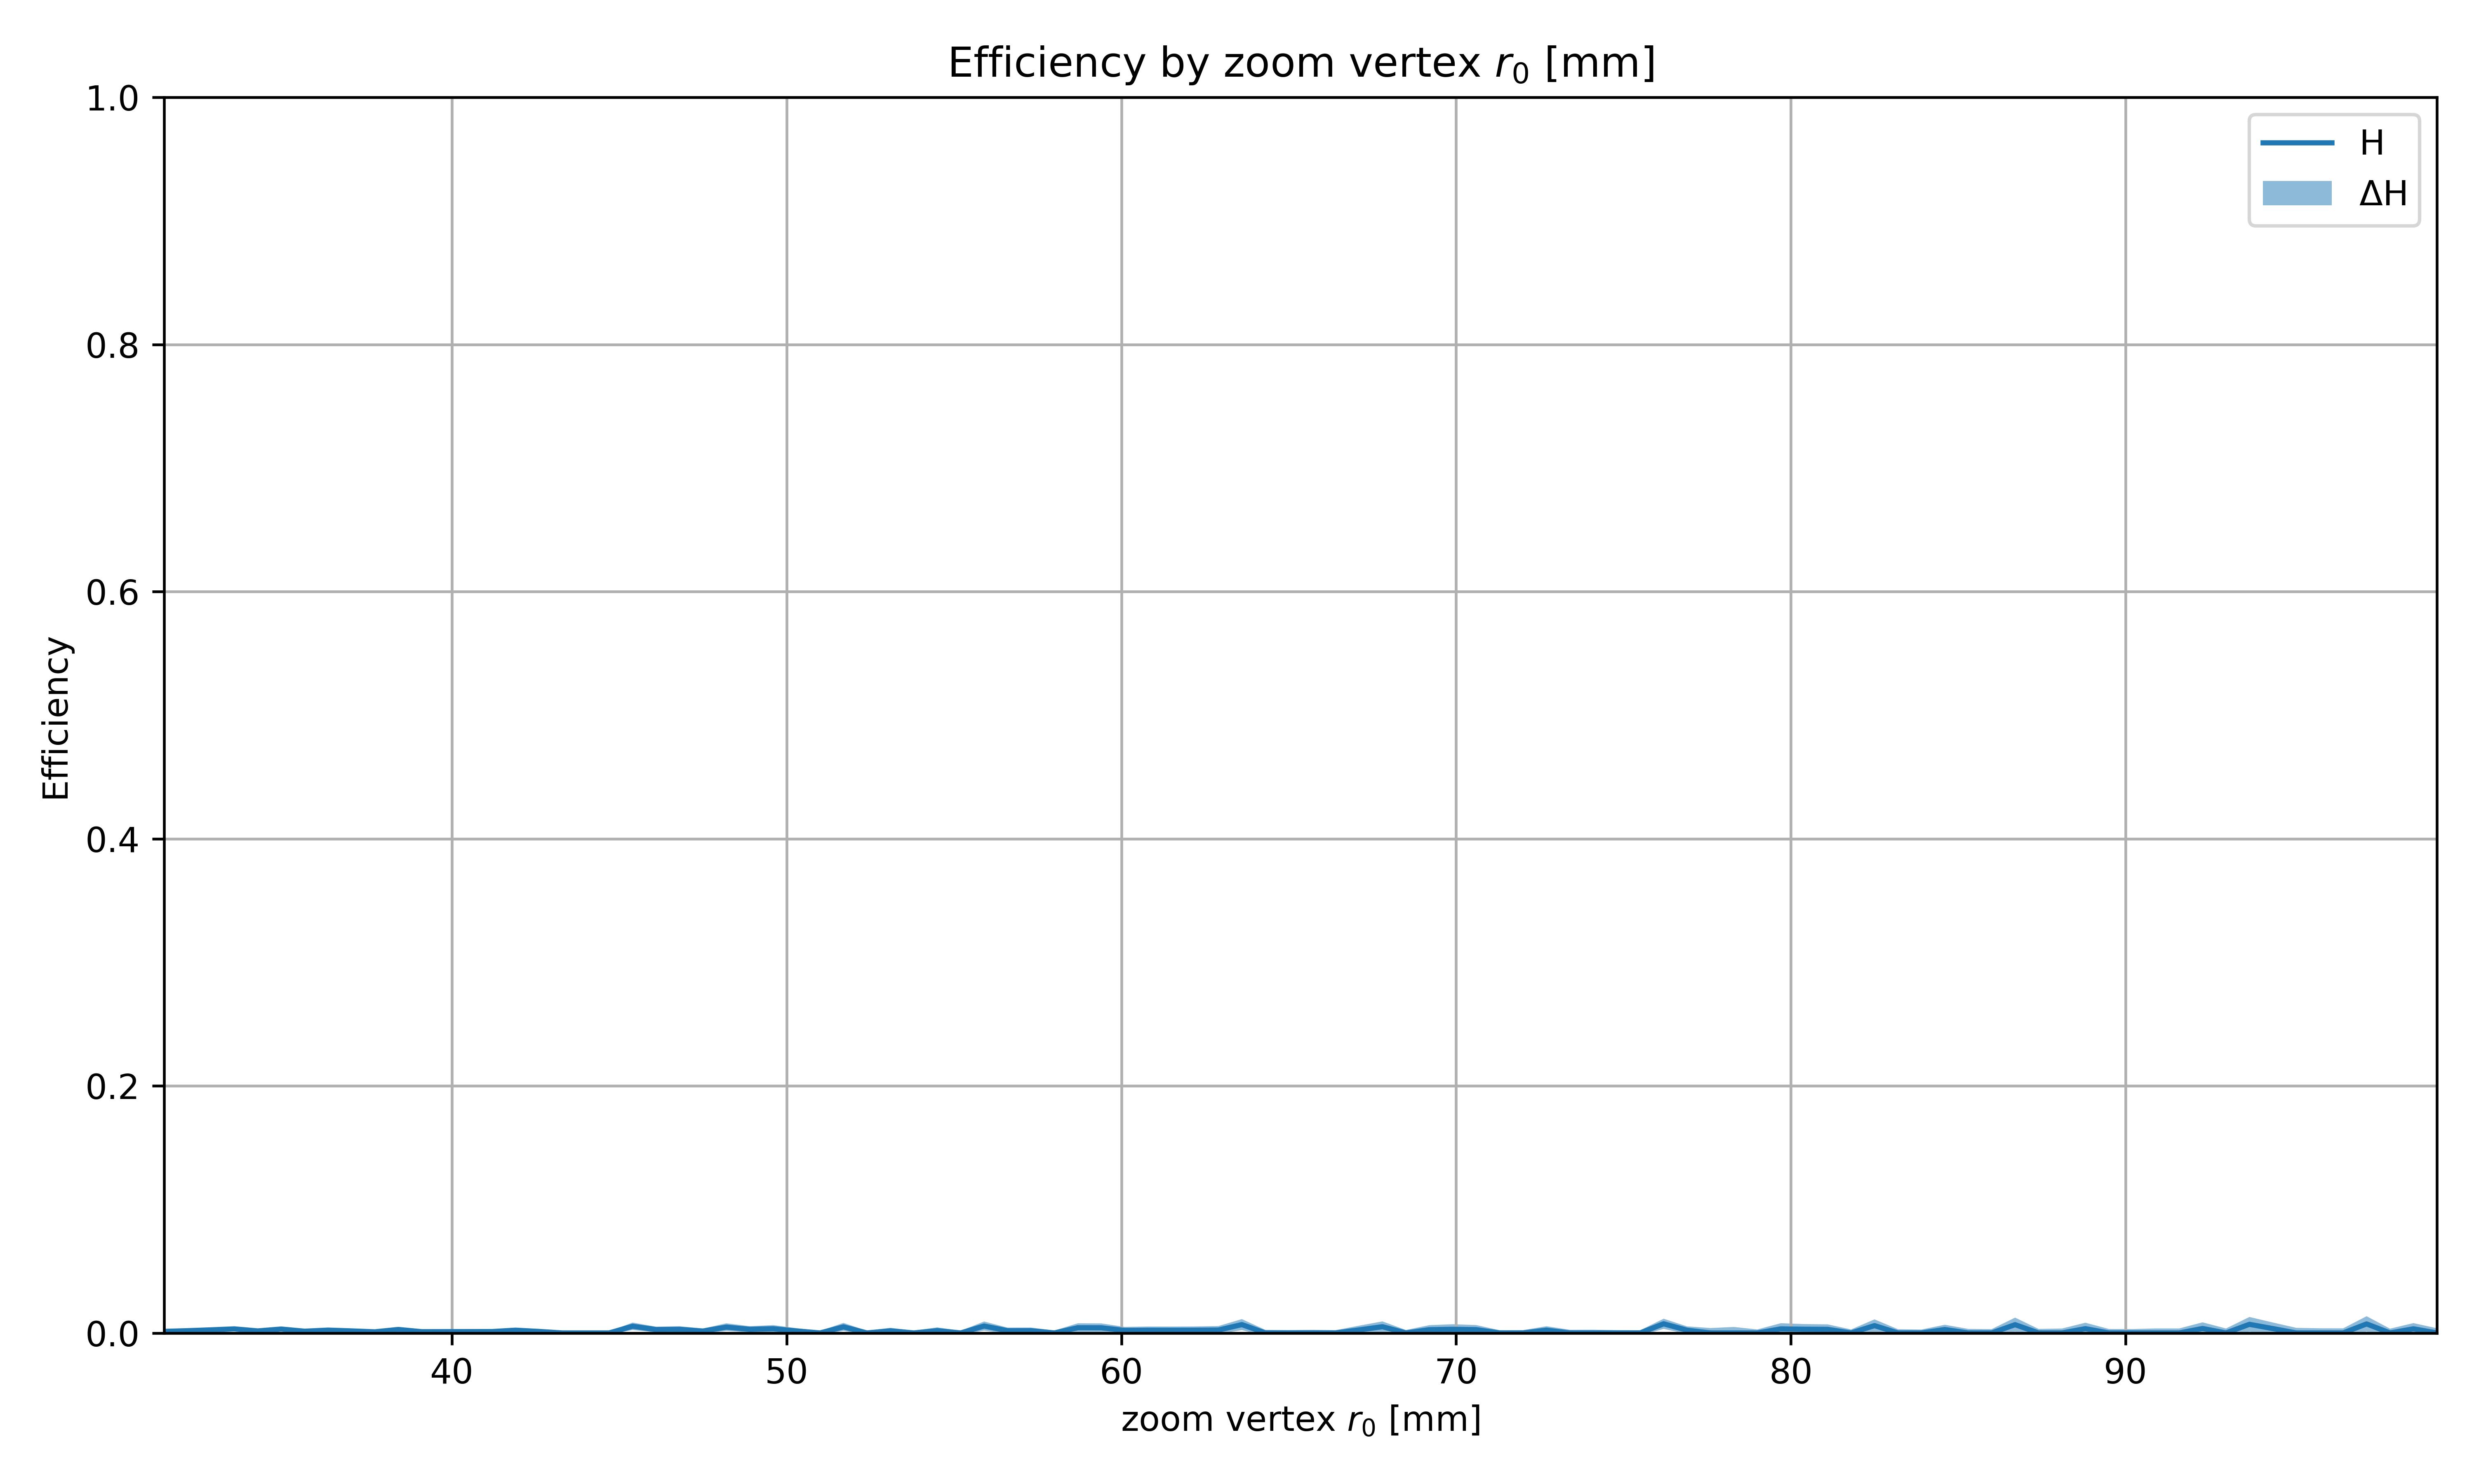 Efficiency by zoom vertex r₀ [mm]
1.0
0.8
0.6
0.4
0.2
0.0
Efficiency
H
ΔH
40 50 60 70 80 90
zoom vertex r₀ [mm]